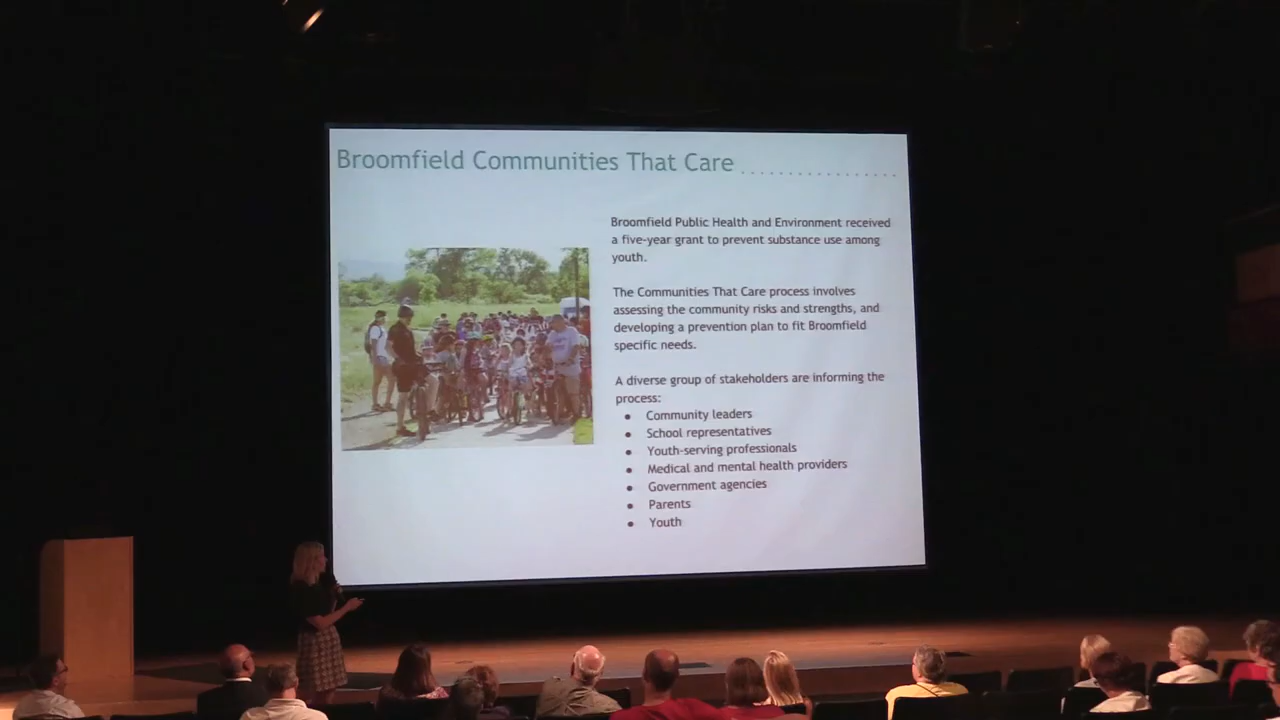 Broomfield Communities That Care
Broomfield Public Health and Environment received
a five-year grant to prevent substance use among
youth.
The Communities That Care process involves
assessing the community risks and strengths, and
developing a prevention plan to fit Broomfield
specific needs.
A diverse group of stakeholders are informing the
process:
● Community leaders
● School representatives
● Youth-serving professionals
● Medical and mental health providers
● Government agencies
● Parents
● Youth